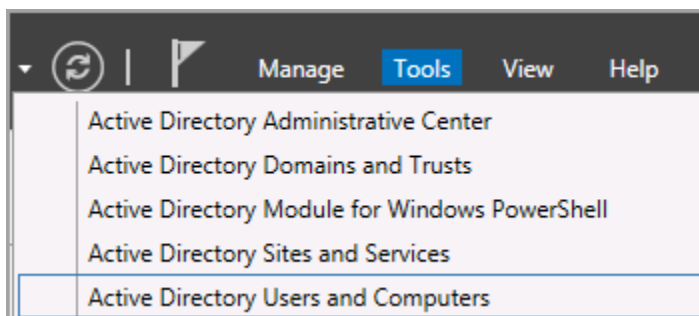 Manage Tools View Help
Active Directory Administrative Center
Active Directory Domains and Trusts
Active Directory Module for Windows PowerShell
Active Directory Sites and Services
Active Directory Users and Computers